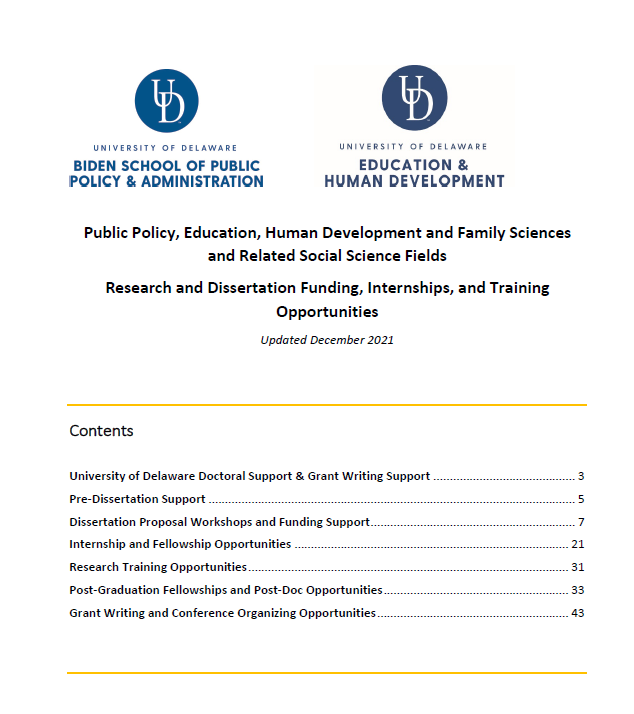 UD
UNIVERSITY OF DELAWARE
BIDEN SCHOOL OF PUBLIC
POLICY & ADMINISTRATION
UD
UNIVERSITY OF DELAWARE
EDUCATION &
HUMAN DEVELOPMENT
Public Policy, Education, Human Development and Family Sciences
and Related Social Science Fields
Research and Dissertation Funding, Internships, and Training
Opportunities
Updated December 2021
Contents
University of Delaware Doctoral Support & Grant Writing Support ........................................... 3
Pre-Dissertation Support ................................................................................................................ 5
Dissertation Proposal Workshops and Funding Support............................................................... 7
Internship and Fellowship Opportunities .................................................................................... 21
Research Training Opportunities.................................................................................................. 31
Post-Graduation Fellowships and Post-Doc Opportunities......................................................... 33
Grant Writing and Conference Organizing Opportunities........................................................... 43